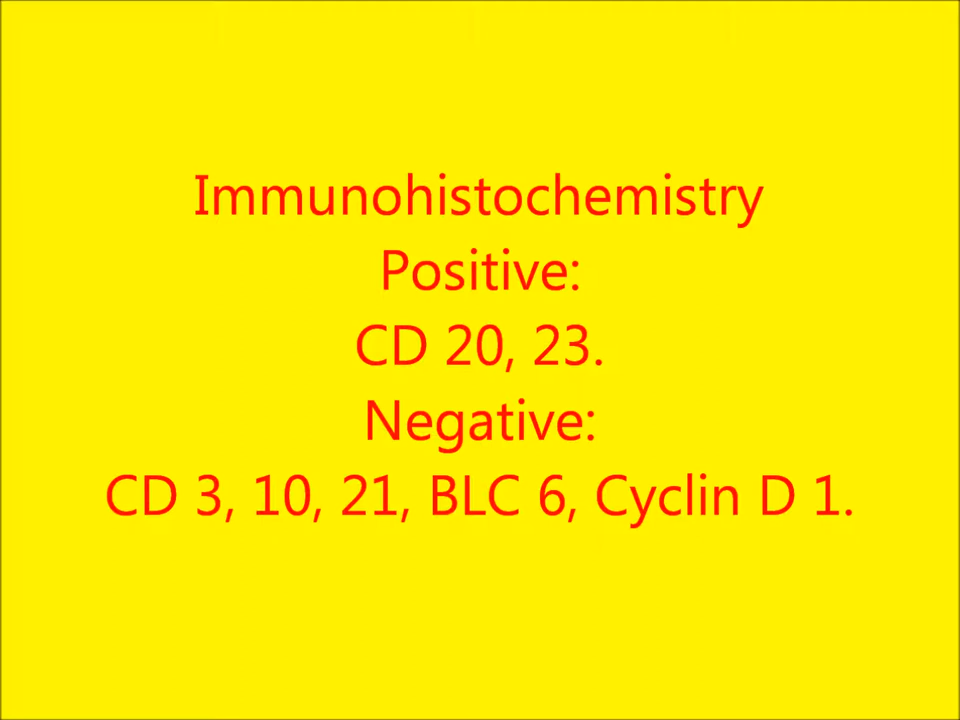 Immunohistochemistry
Positive:
CD 20, 23.
Negative:
CD 3, 10, 21, BLC 6, Cyclin D 1.